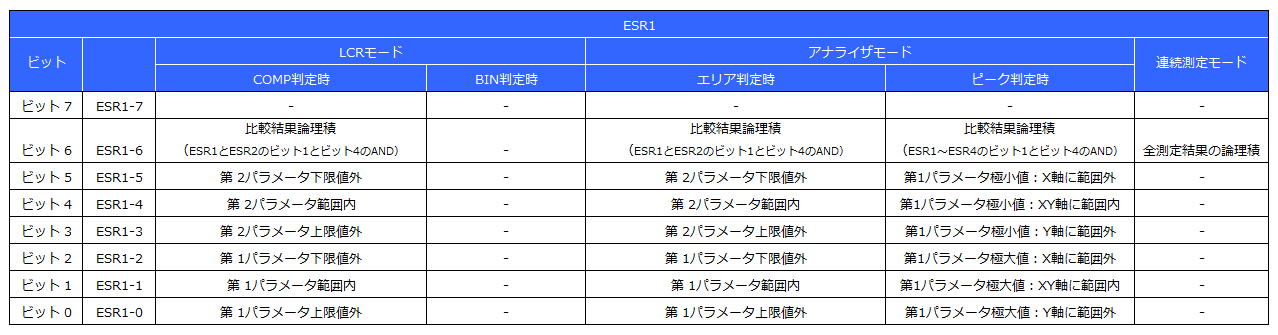 ESR1
ビット LCRモード アナライザモード 連続測定モード
COMP判定時 BIN判定時 エリア判定時 ピーク判定時
ビット 7 ESR1-7 - - - - -
ビット 6 ESR1-6 比較結果論理積 - 比較結果論理積 比較結果論理積 全測定結果の論理積
（ESR1とESR2のビット1とビット4のAND） （ESR1とESR2のビット1とビット4のAND） （ESR1～ESR4のビット1とビット4のAND）
ビット 5 ESR1-5 第 2パラメータ下限値外 - 第 2パラメータ下限値外 第1パラメータ極小値：X軸に範囲外 -
ビット 4 ESR1-4 第 2パラメータ範囲内 - 第 2パラメータ範囲内 第1パラメータ極小値：XY軸に範囲内 -
ビット 3 ESR1-3 第 2パラメータ上限値外 - 第 2パラメータ上限値外 第1パラメータ極小値：Y軸に範囲外 -
ビット 2 ESR1-2 第 1パラメータ下限値外 - 第 1パラメータ下限値外 第1パラメータ極大値：X軸に範囲外 -
ビット 1 ESR1-1 第 1パラメータ範囲内 - 第 1パラメータ範囲内 第1パラメータ極大値：XY軸に範囲内 -
ビット 0 ESR1-0 第 1パラメータ上限値外 - 第 1パラメータ上限値外 第1パラメータ極大値：Y軸に範囲外 -